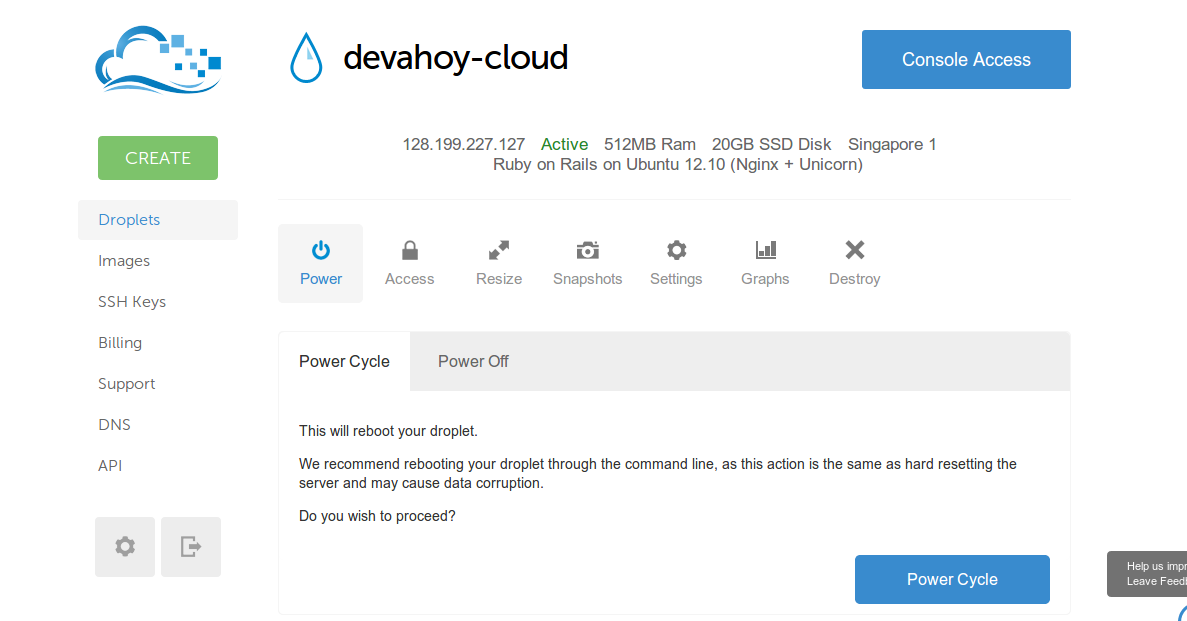 devahoy-cloud
Console Access
128.199.227.127 Active 512MB Ram 20GB SSD Disk Singapore 1
Ruby on Rails on Ubuntu 12.10 (Nginx + Unicorn)
CREATE
Droplets
Images
SSH Keys
Billing
Support
DNS
API
Power Access Resize Snapshots Settings Graphs Destroy
Power Cycle Power Off
This will reboot your droplet.
We recommend rebooting your droplet through the command line, as this action is the same as hard resetting the
server and may cause data corruption.
Do you wish to proceed?
Power Cycle
Help us
Leave